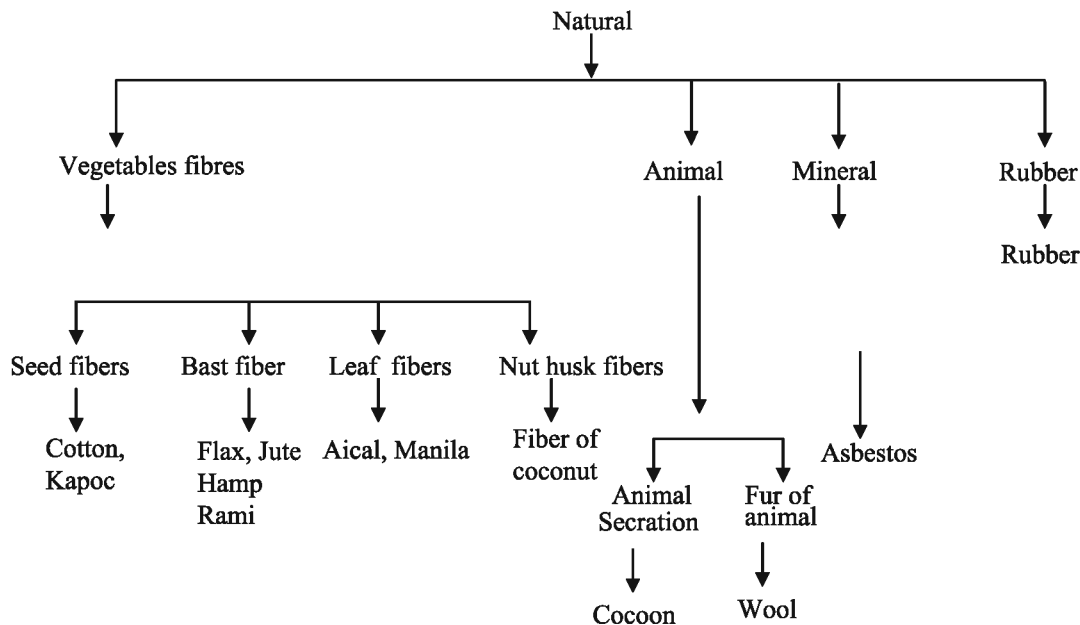 Natural
Vegetables fibres
Animal
Mineral
Rubber
Rubber
Seed fibers
Bast fiber
Leaf fibers
Nut husk fibers
Cotton,
Kapoc
Flax, Jute
Hamp
Rami
Aical, Manila
Fiber of
coconut
Asbestos
Animal
Secration
Fur of
animal
Cocoon
Wool